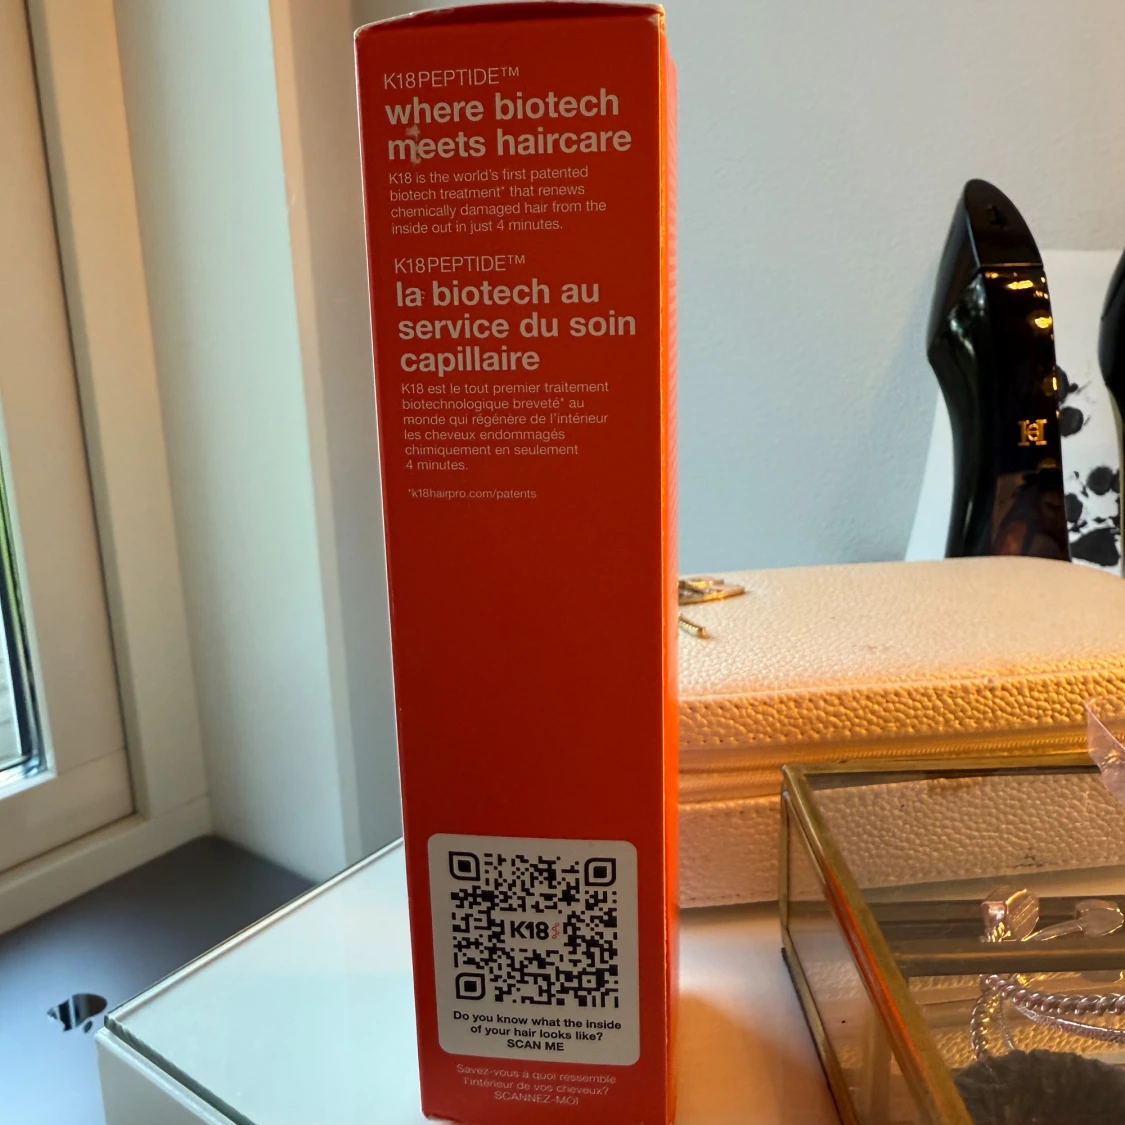 K18PEPTIDE™
where biotech
meets haircare
K18 is the world's first patented
biotech treatment* that renews
chemically damaged hair from the
inside out in just 4 minutes.
K18PEPTIDE™
la biotech au
service du soin
capillaire
K18 est le tout premier traitement
biotechnologique breveté* au
monde qui régénère de l'intérieur
les cheveux endommagés
chimiquement en seulement
4 minutes.
*k18hairpro.com/patents
K18
Do you know what the inside
of your hair looks like?
SCAN ME
Savez-vous à quoi ressemble
l'intérieur de vos cheveux?
SCANNEZ-MOI